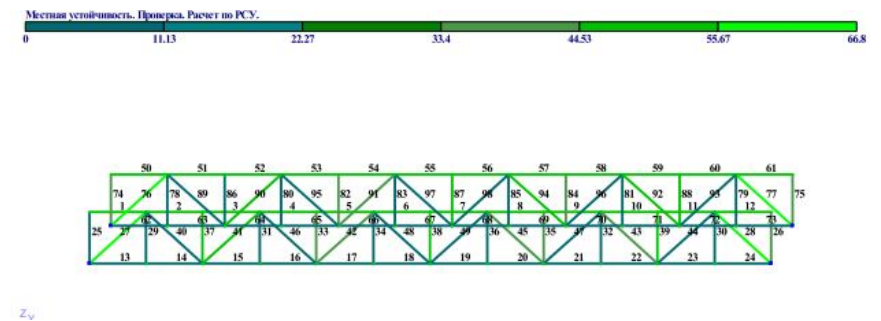 Местная устойчивость. Проверка. Расчет по РСУ.
0 11.13 22.27 33.4 44.53 55.67 66.8
50 51 52 53 54 55 56 57 58 59 60 61
74 76 78 89 86 90 80 95 82 91 83 97 87 98 85 94 84 96 81 92 88 93 79 77 75
1 2 3 4 5 6 7 8 9 10 11 12
62 63 64 65 66 67 68 69 70 71 72 73
25 27 29 40 37 41 31 46 33 42 34 48 38 49 36 45 35 47 32 43 39 44 30 28 26
13 14 15 16 17 18 19 20 21 22 23 24
Z Y